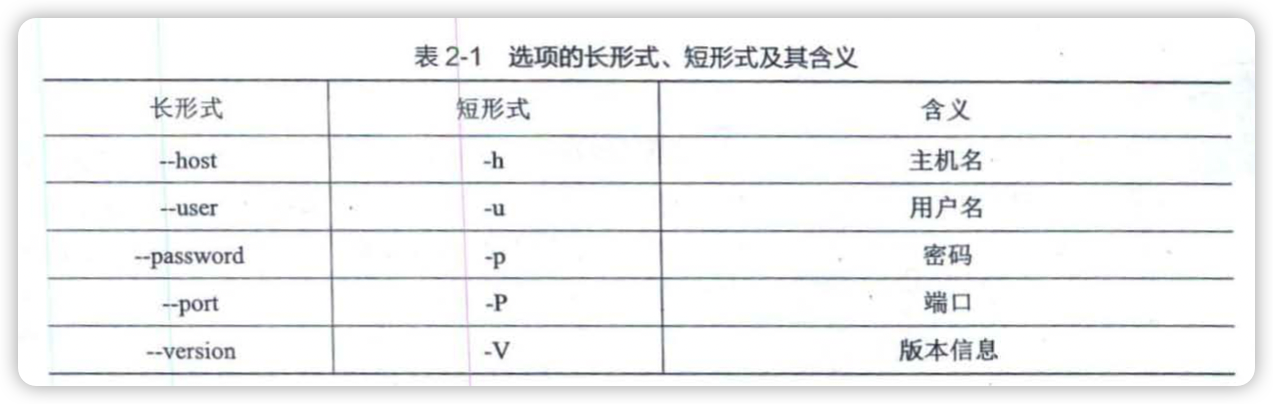 表 2-1 选项的长形式、短形式及其含义
长形式 短形式 含义
--host -h 主机名
--user -u 用户名
--password -p 密码
--port -P 端口
--version -V 版本信息